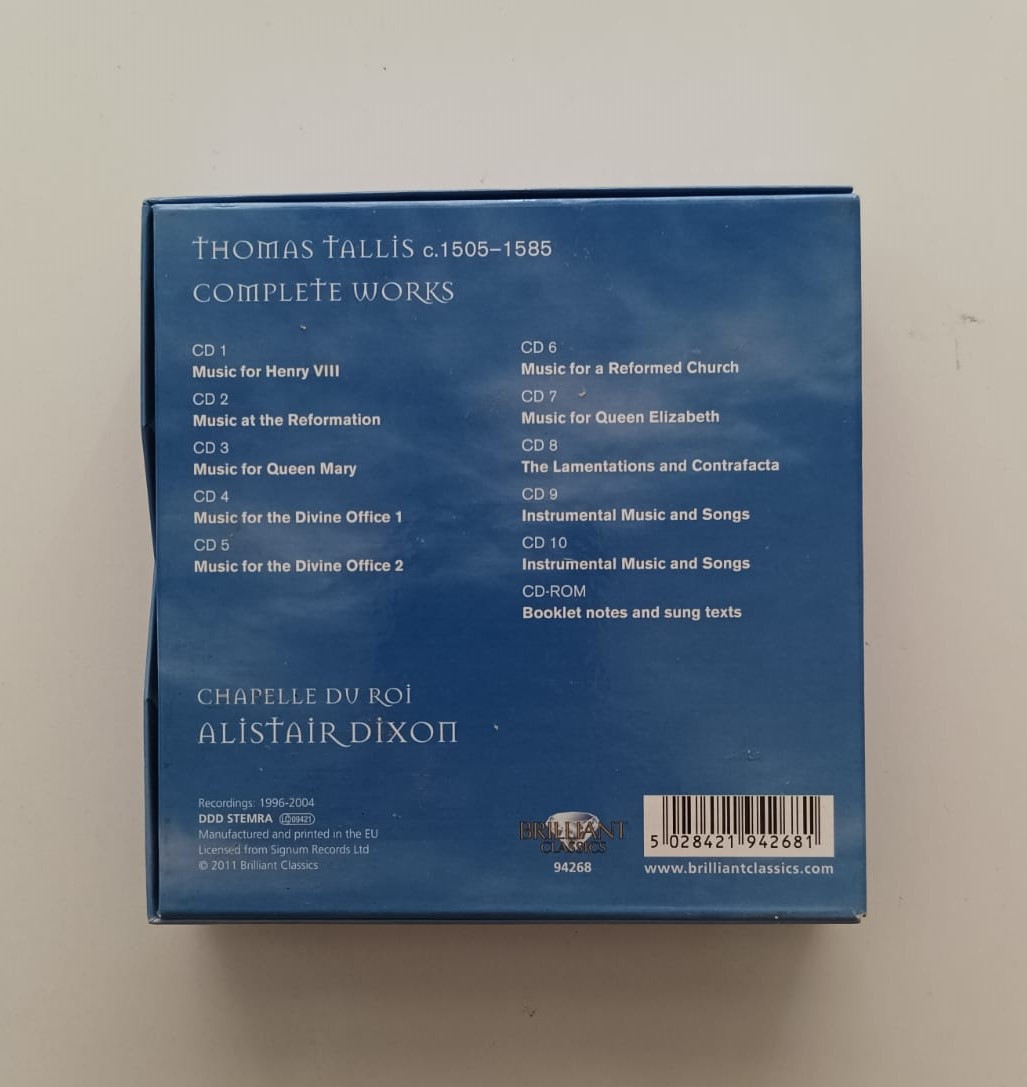 THOMAS TALLIS c.1505–1585
COMPLETE WORKS
CD 1
Music for Henry VIII
CD 2
Music at the Reformation
CD 3
Music for Queen Mary
CD 4
Music for the Divine Office 1
CD 5
Music for the Divine Office 2
CD 6
Music for a Reformed Church
CD 7
Music for Queen Elizabeth
CD 8
The Lamentations and Contrafacta
CD 9
Instrumental Music and Songs
CD 10
Instrumental Music and Songs
CD-ROM
Booklet notes and sung texts
CHAPELLE DU ROI
ALISTAIR DIXON
Recordings: 1996-2004
DDD STEMRA LC 09421
Manufactured and printed in the EU
Licensed from Signum Records Ltd
© 2011 Brilliant Classics
BRILLIANT
CLASSICS
94268
5 028421 942681
www.brilliantclassics.com